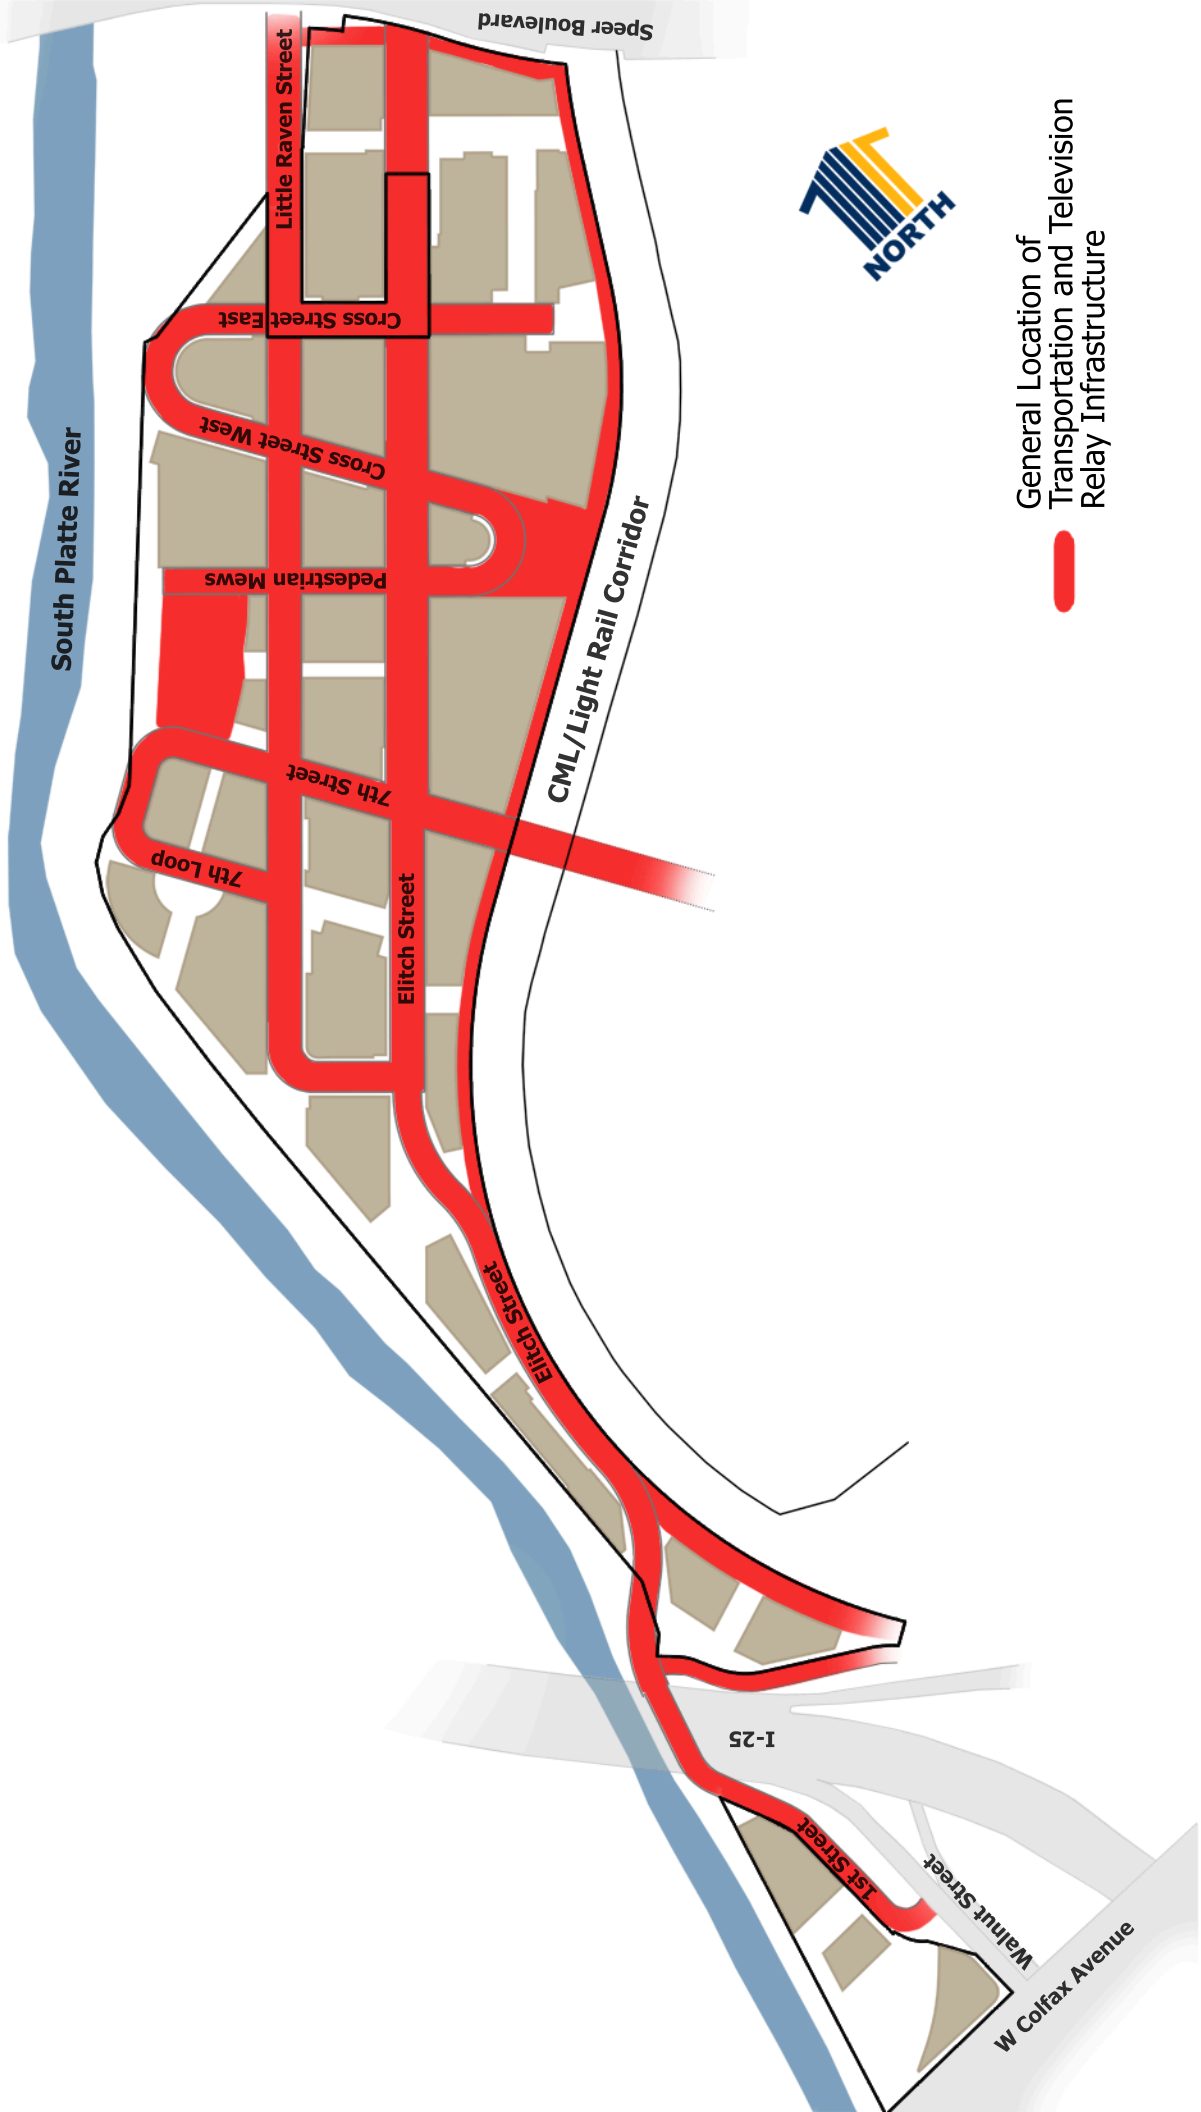 Speer Boulevard
Little Raven Street
NORTH
General Location of
Transportation and Television
Relay Infrastructure
Cross Street East
Cross Street West
South Platte River
Pedestrian Mews
CML/Light Rail Corridor
7th Street
7th Loop
Elitch Street
Elitch Street
I-25
1st Street
Walnut Street
W Colfax Avenue